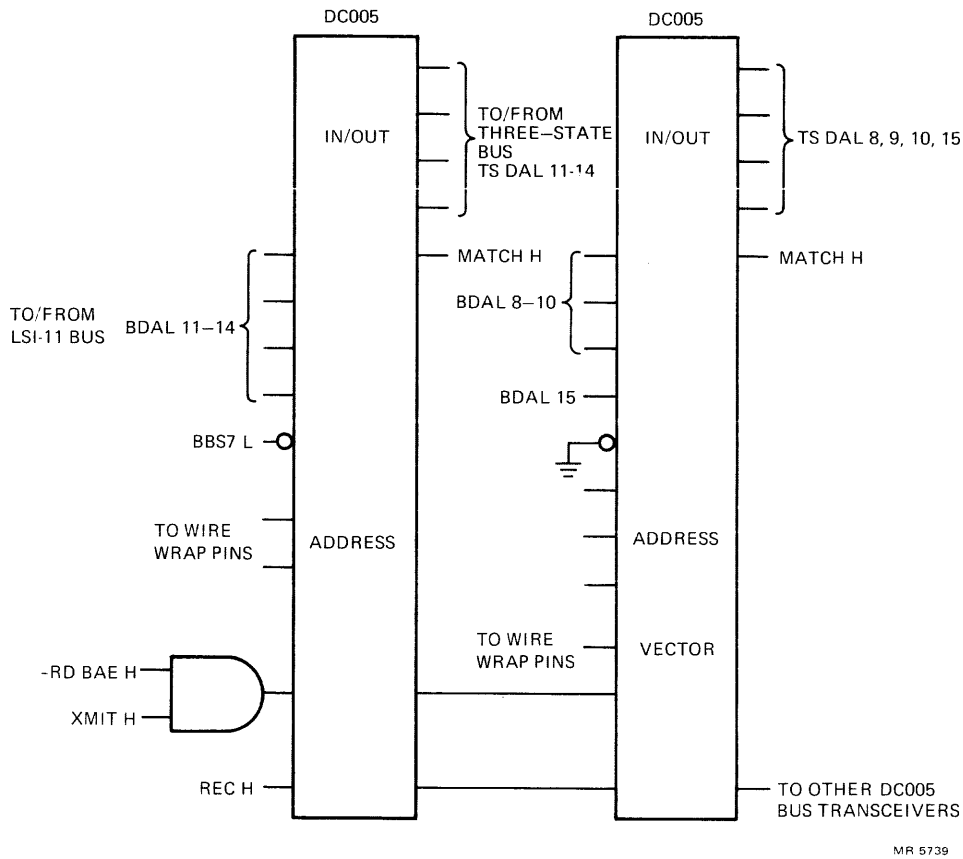 DC005
DC005
IN/OUT
TO/FROM
THREE–STATE
BUS
TS DAL 11-14
IN/OUT
TS DAL 8, 9, 10, 15
MATCH H
MATCH H
TO/FROM
LSI-11 BUS
BDAL 11–14
BDAL 8–10
BDAL 15
BBS7 L
TO WIRE
WRAP PINS
ADDRESS
ADDRESS
TO WIRE
WRAP PINS
VECTOR
-RD BAE H
XMIT H
REC H
TO OTHER DC005
BUS TRANSCEIVERS
MR 5739